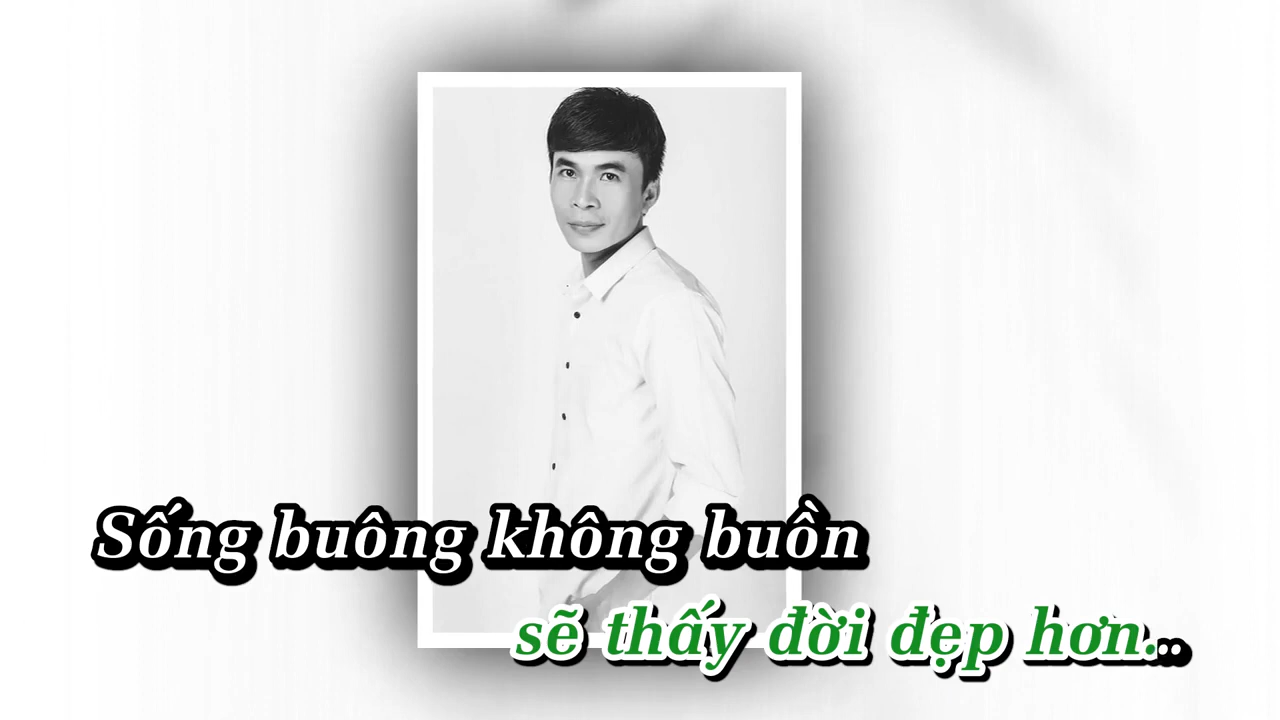 Sống buông không buồn
sẽ thấy đời đẹp hơn...